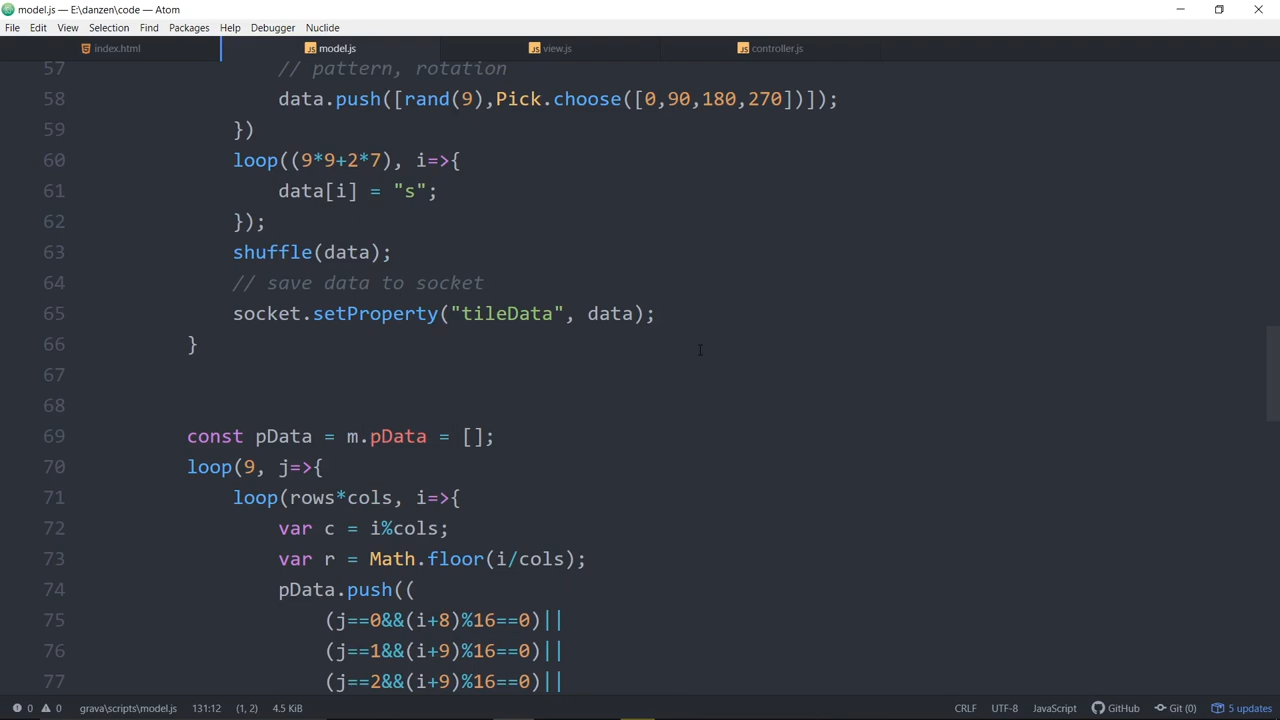 model.js — E:\danzen\code — Atom
File Edit View Selection Find Packages Help Debugger Nuclide
index.html model.js view.js controller.js
57 // pattern, rotation
58 data.push([rand(9),Pick.choose([0,90,180,270])]);
59 })
60 loop((9*9+2*7), i=>{
61 data[i] = "s";
62 });
63 shuffle(data);
64 // save data to socket
65 socket.setProperty("tileData", data);
66 }
67
68
69 const pData = m.pData = [];
70 loop(9, j=>{
71 loop(rows*cols, i=>{
72 var c = i%cols;
73 var r = Math.floor(i/cols);
74 pData.push((
75 (j==0&&(i+8)%16==0)||
76 (j==1&&(i+9)%16==0)||
77 (j==2&&(i+9)%16==0)||
0 0 grava\scripts\model.js 131:12 (1, 2) 4.5 KiB CRLF UTF-8 JavaScript GitHub Git (0) 5 updates